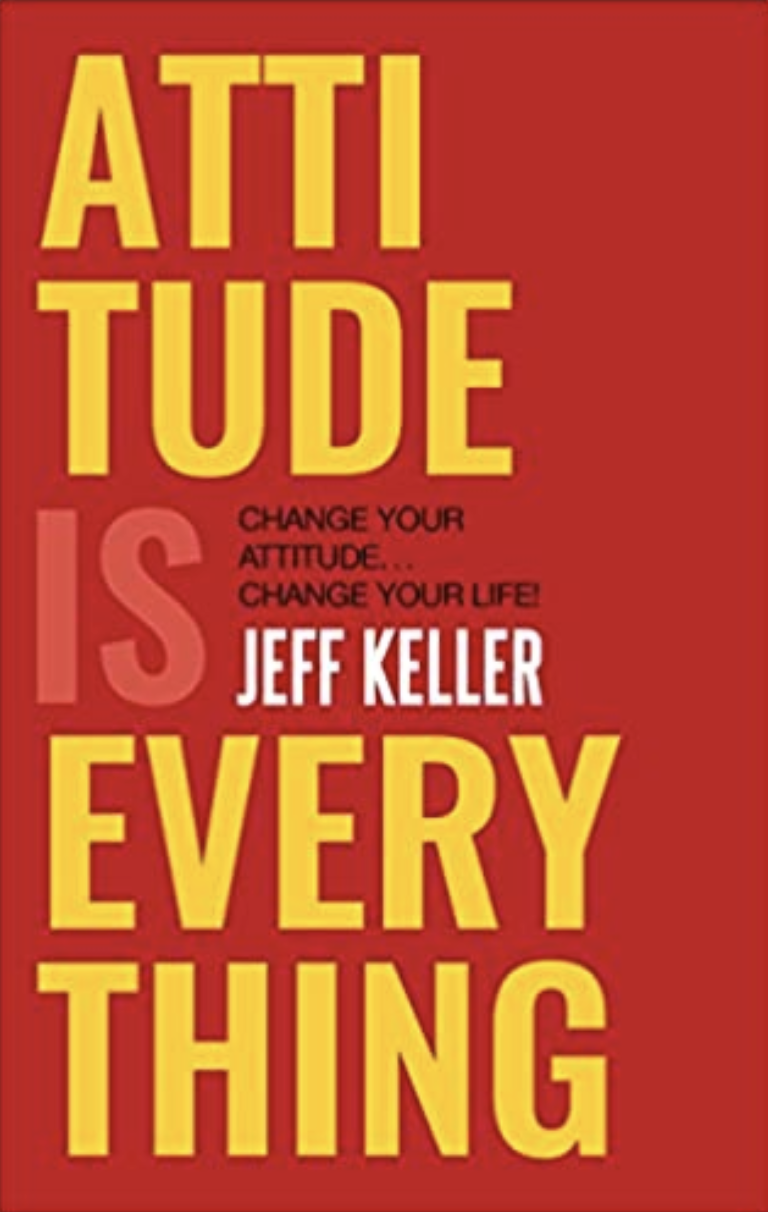 ATTI
TUDE
IS
CHANGE YOUR
ATTITUDE...
CHANGE YOUR LIFE!
JEFF KELLER
EVERY
THING